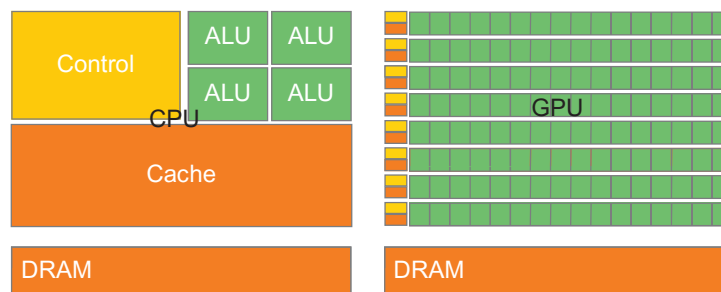 Control
ALU ALU
ALU ALU
CPU
Cache
DRAM
GPU
DRAM